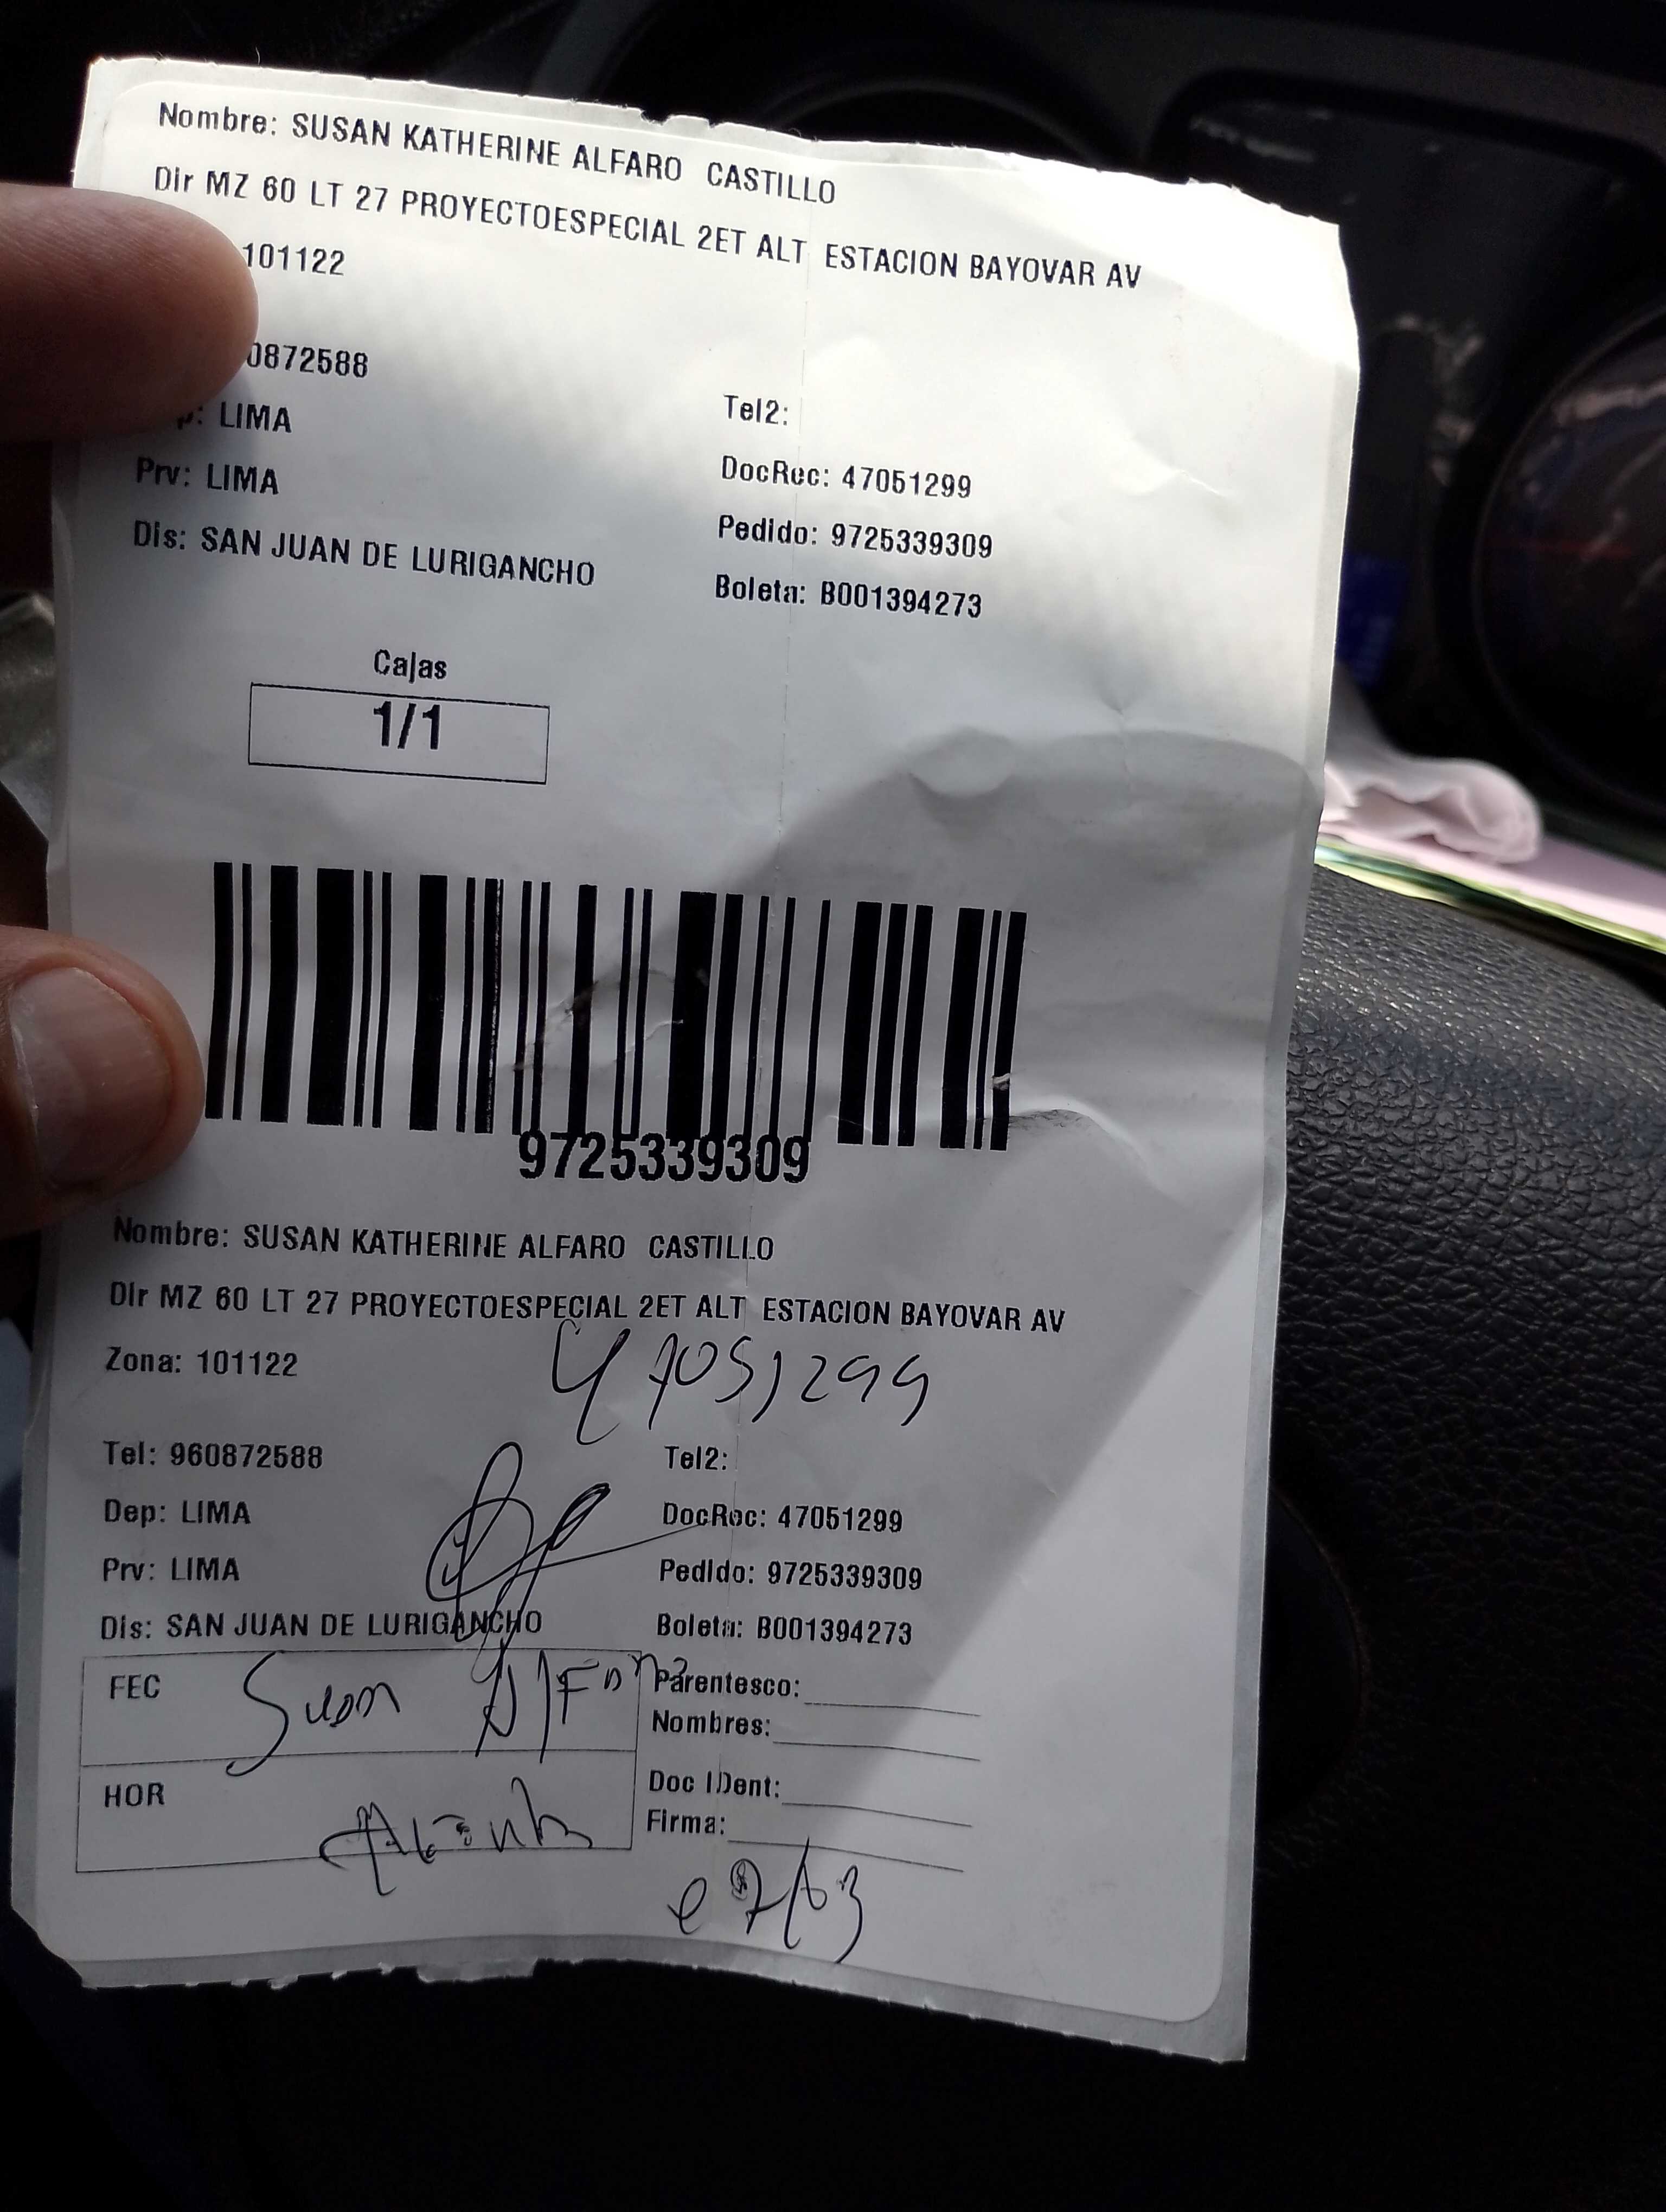 Nombre: SUSAN KATHERINE ALFARO CASTILLO
Dir MZ 60 LT 27 PROYECTOESPECIAL 2ET ALT ESTACION BAYOVAR AV
101122
0872588
p: LIMA
Tel2:
Prv: LIMA
DocRec: 47051299
Dis: SAN JUAN DE LURIGANCHO
Pedido: 9725339309
Boleta: B001394273
Cajas
1/1
9725339309
Nombre: SUSAN KATHERINE ALFARO CASTILLO
Dir MZ 60 LT 27 PROYECTOESPECIAL 2ET ALT ESTACION BAYOVAR AV
Zona: 101122
47051299
Tel: 960872588
Tel2:
Dep: LIMA
DocRec: 47051299
Prv: LIMA
Pedido: 9725339309
Dis: SAN JUAN DE LURIGANCHO
Boleta: B001394273
FEC
Susan
Parentesco:
Nombres:
HOR
Doc IDent:
Firma: